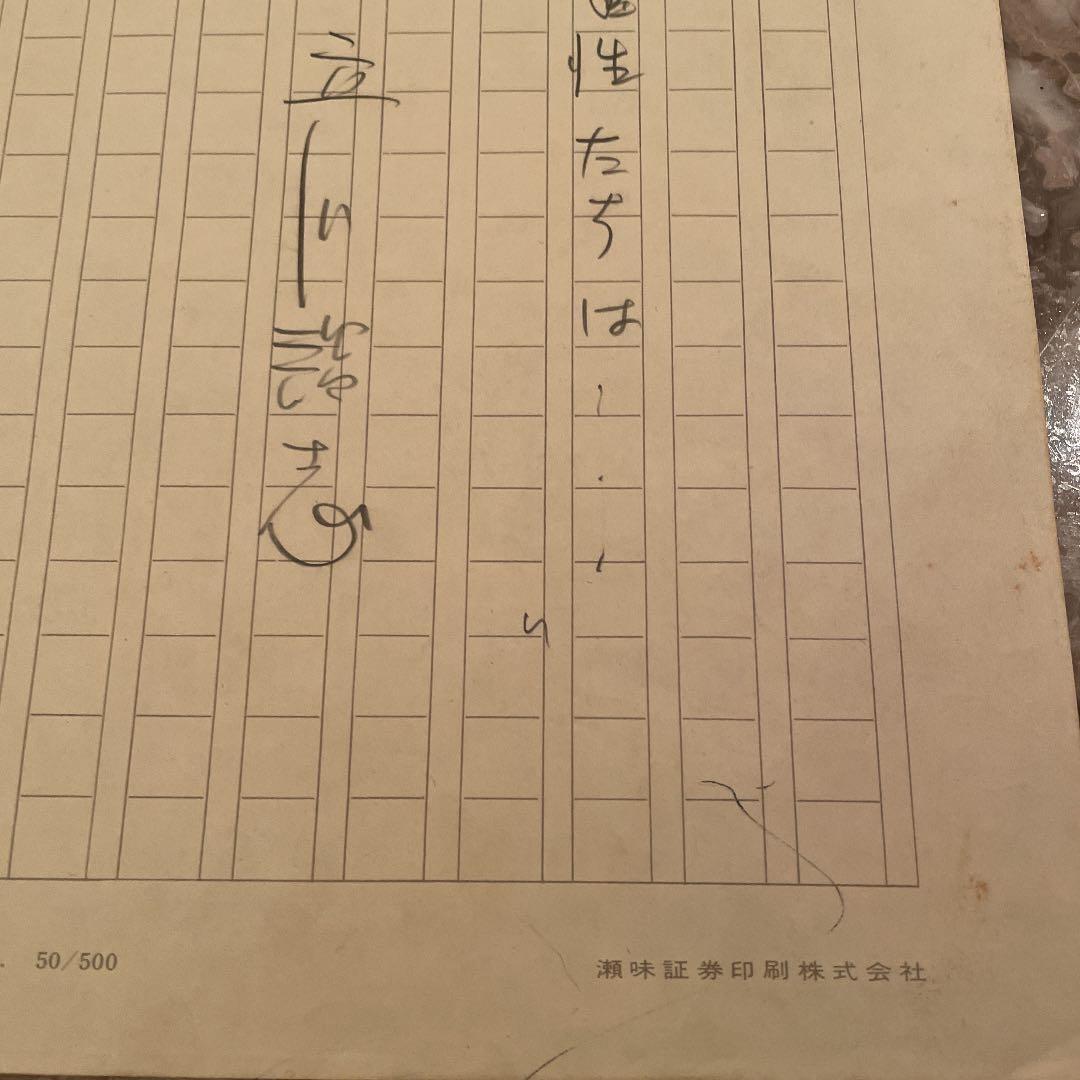 性たちは・・・
立川談志
. 50/500
瀬味証券印刷株式会社